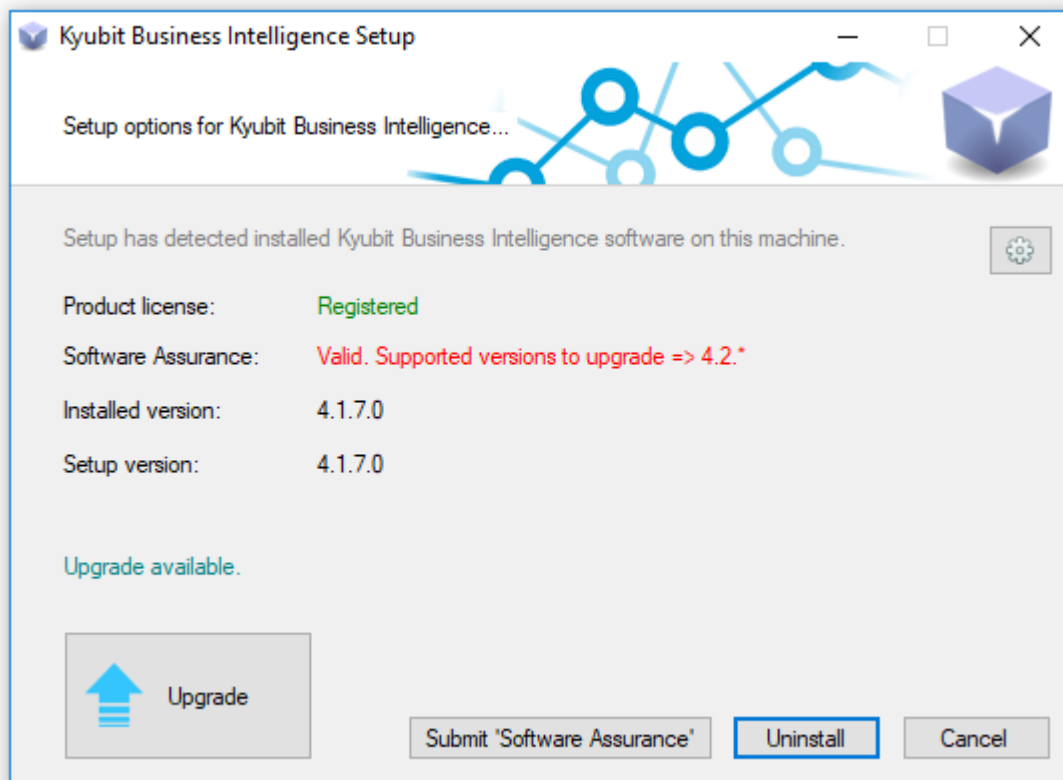 Kyubit Business Intelligence Setup
Setup options for Kyubit Business Intelligence...
Setup has detected installed Kyubit Business Intelligence software on this machine.
Product license: Registered
Software Assurance: Valid. Supported versions to upgrade => 4.2.*
Installed version: 4.1.7.0
Setup version: 4.1.7.0
Upgrade available.
Upgrade
Submit 'Software Assurance' Uninstall Cancel